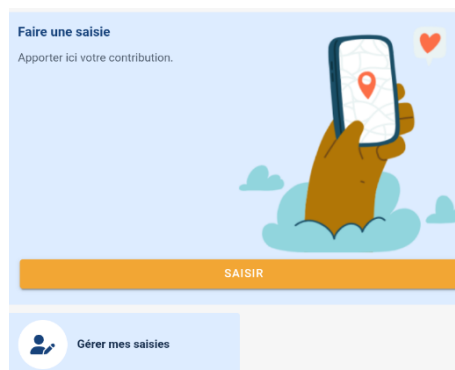 Faire une saisie
Apporter ici votre contribution.
SAISIR
Gérer mes saisies